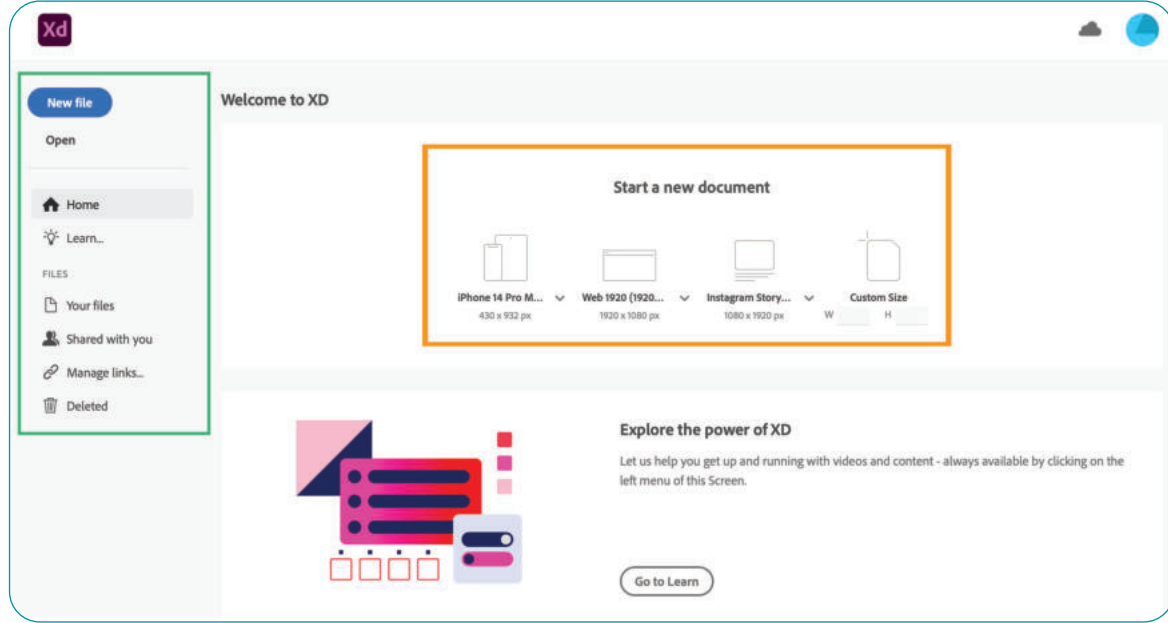 Xd
New file
Open
Home
Learn...
FILES
Your files
Shared with you
Manage links...
Deleted
Welcome to XD
Start a new document
iPhone 14 Pro M...
430 x 932 px
Web 1920 (1920...
1920 x 1080 px
Instagram Story...
1080 x 1920 px
Custom Size
W H
Explore the power of XD
Let us help you get up and running with videos and content - always available by clicking on the
left menu of this Screen.
Go to Learn